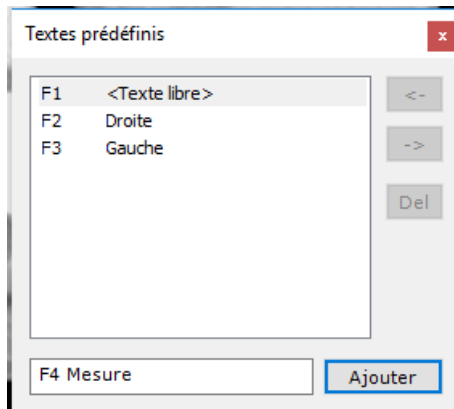 Textes prédéfinis
x
F1 <Texte libre>
<-
F2 Droite
->
F3 Gauche
Del
F4 Mesure
Ajouter